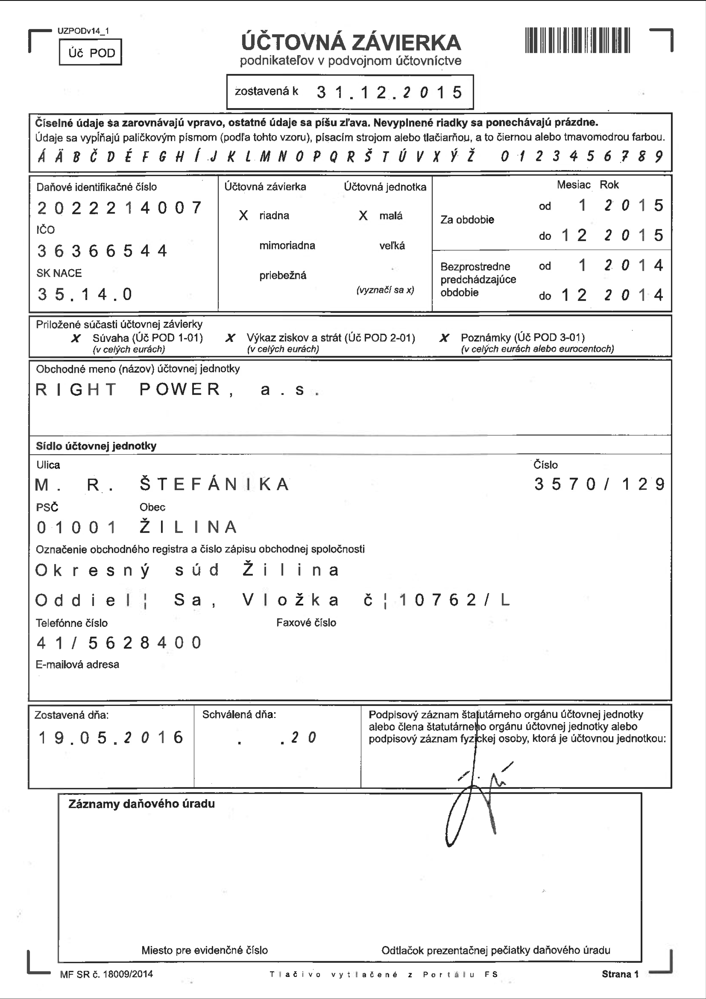 UZPODv14_1
Úč POD
ÚČTOVNÁ ZÁVIERKA
podnikateľov v podvojnom účtovníctve
zostavená k 31.12.2015
Číselné údaje sa zarovnávajú vpravo, ostatné údaje sa píšu zľava. Nevyplnené riadky sa ponechávajú prázdne.
Údaje sa vypĺňajú paličkovým písmom (podľa tohto vzoru), písacím strojom alebo tlačiarňou, a to čiernou alebo tmavomodrou farbou.
Á Ä B Č D É F G H Í J K L M N O P Q R Š T Ú V X Ý Ž 0 1 2 3 4 5 6 7 8 9
Daňové identifikačné číslo
2022214007
IČO
36366544
SK NACE
35.14.0
Účtovná závierka
X riadna
mimoriadna
priebežná
Účtovná jednotka
X malá
veľká
(vyznačí sa x)
Mesiac Rok
Za obdobie
od 1 2015
do 12 2015
Bezprostredne predchádzajúce obdobie
od 1 2014
do 12 2014
Priložené súčasti účtovnej závierky
X Súvaha (Úč POD 1-01) X Výkaz ziskov a strát (Úč POD 2-01) X Poznámky (Úč POD 3-01)
(v celých eurách) (v celých eurách) (v celých eurách alebo eurocentoch)
Obchodné meno (názov) účtovnej jednotky
RIGHT POWER, a.s.
Sídlo účtovnej jednotky
Ulica Číslo
M. R. ŠTEFÁNIKA 3570/129
PSČ Obec
01001 ŽILINA
Označenie obchodného registra a číslo zápisu obchodnej spoločnosti
Okresný súd Žilina
Oddiel¦ Sa, Vložka č¦10762/L
Telefónne číslo Faxové číslo
41/5628400
E-mailová adresa
Zostavená dňa:
19.05.2016
Schválená dňa:
. .20
Podpisový záznam štatutárneho orgánu účtovnej jednotky
alebo člena štatutárneho orgánu účtovnej jednotky alebo
podpisový záznam fyzickej osoby, ktorá je účtovnou jednotkou:
Záznamy daňového úradu
Miesto pre evidenčné číslo Odtlačok prezentačnej pečiatky daňového úradu
MF SR č. 18009/2014 Tlačivo vytlačené z Portálu FS Strana 1